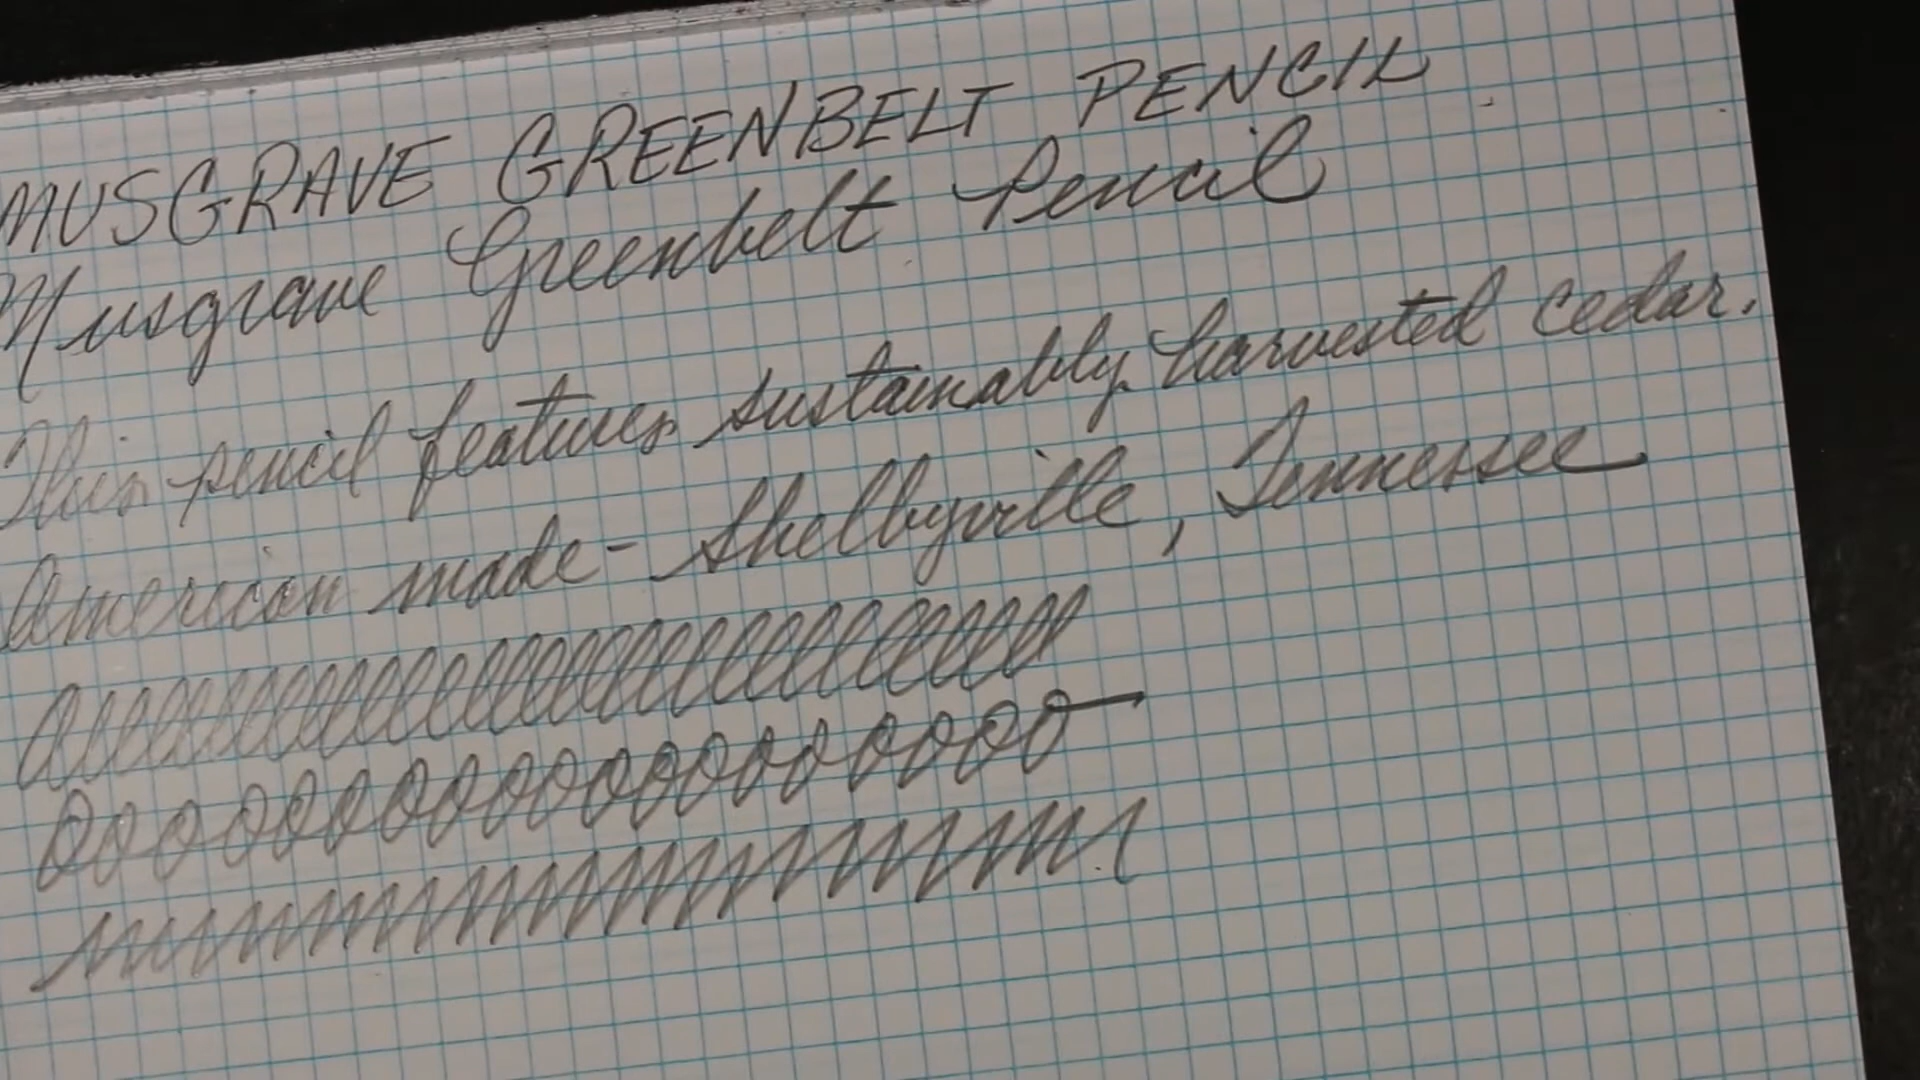 MUSGRAVE GREENBELT PENCIL
Musgrave Greenbelt Pencil
This pencil features sustainably harvested cedar.
American made - Shelbyville, Tennessee